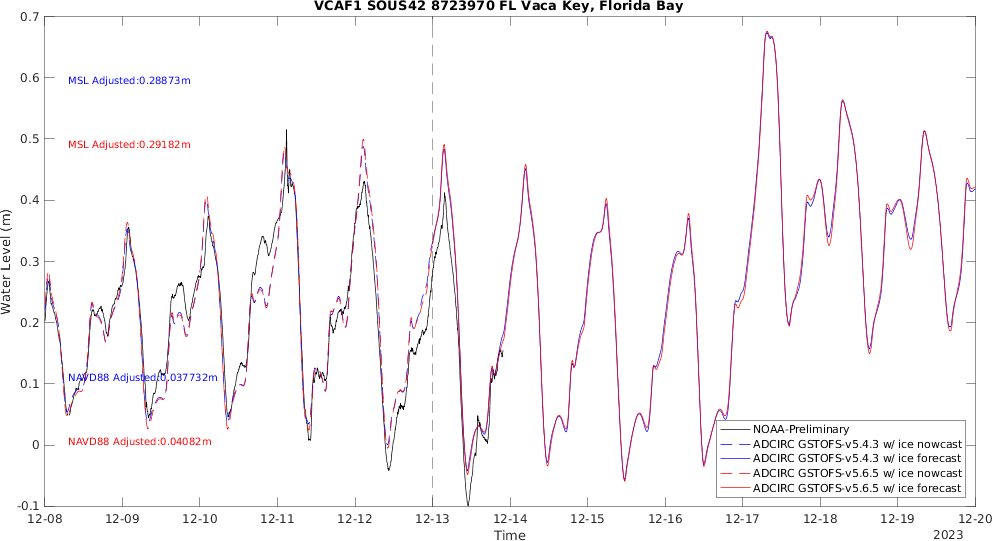 VCAF1 SOUS42 8723970 FL Vaca Key, Florida Bay
Water Level (m)
0.7
0.6
0.5
0.4
0.3
0.2
0.1
0
-0.1
MSL Adjusted:0.28873m
MSL Adjusted:0.29182m
NAVD88 Adjusted:0.037732m
NAVD88 Adjusted:0.04082m
NOAA-Preliminary
ADCIRC GSTOFS-v5.4.3 w/ ice nowcast
ADCIRC GSTOFS-v5.4.3 w/ ice forecast
ADCIRC GSTOFS-v5.6.5 w/ ice nowcast
ADCIRC GSTOFS-v5.6.5 w/ ice forecast
12-08 12-09 12-10 12-11 12-12 12-13 12-14 12-15 12-16 12-17 12-18 12-19 12-20
Time
2023